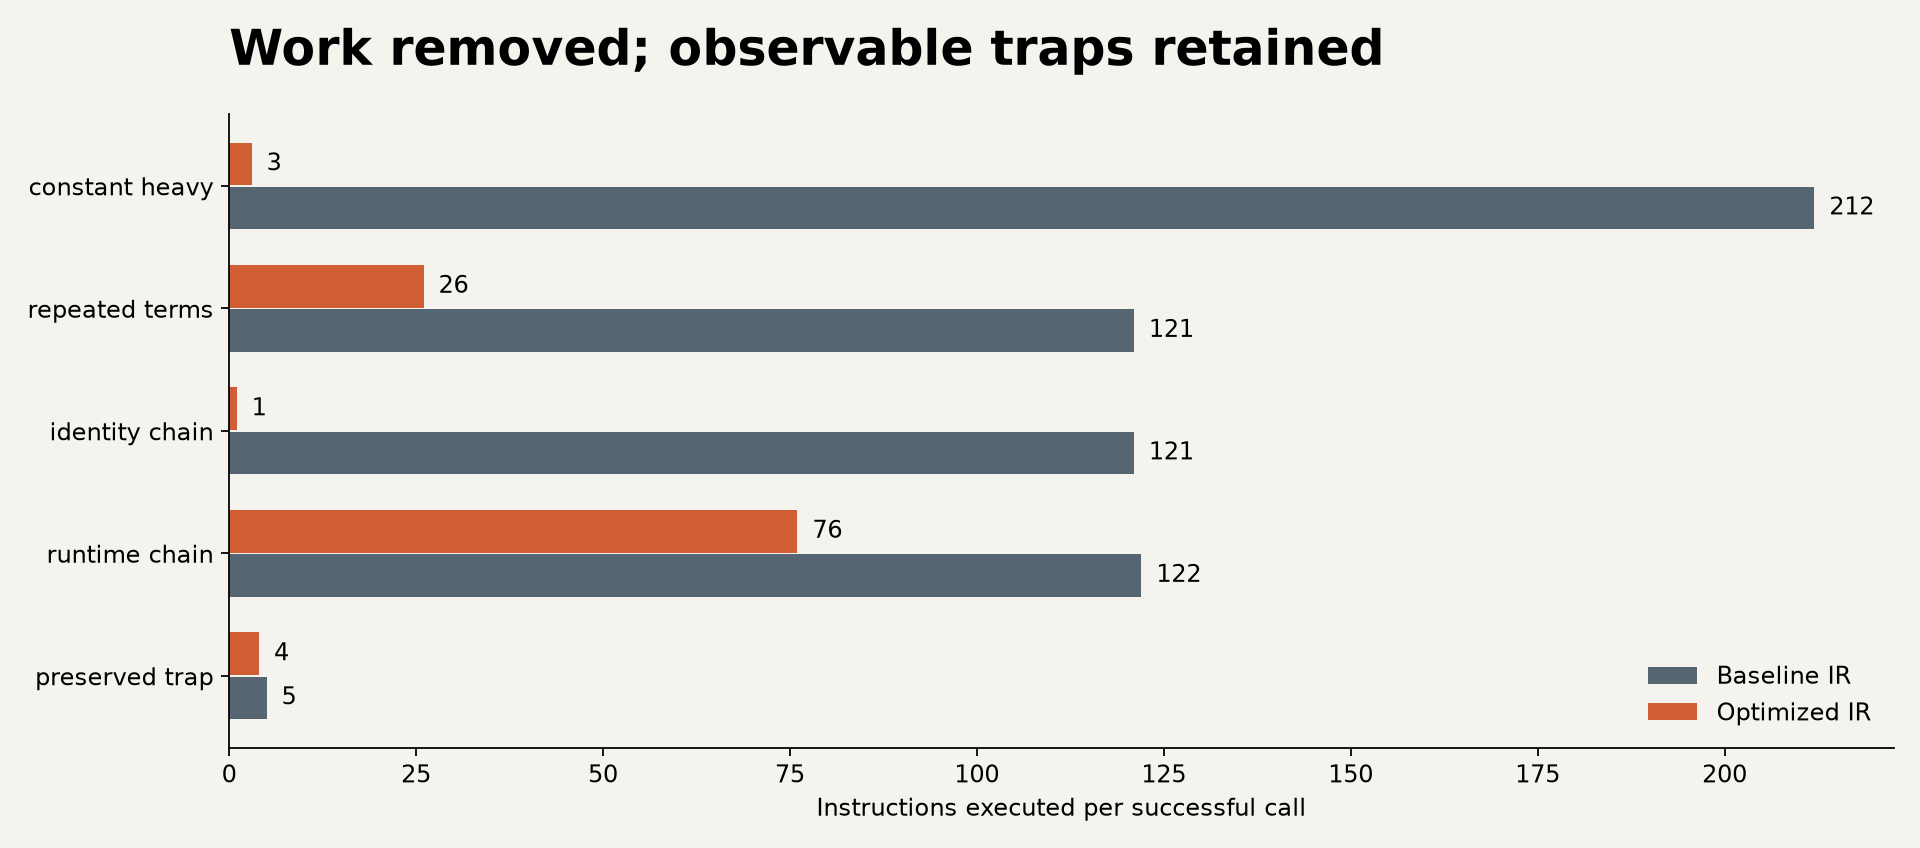 Work removed; observable traps retained
constant heavy
3
212
repeated terms
26
121
identity chain
1
121
runtime chain
76
122
preserved trap
4
5
Baseline IR
Optimized IR
0 25 50 75 100 125 150 175 200
Instructions executed per successful call